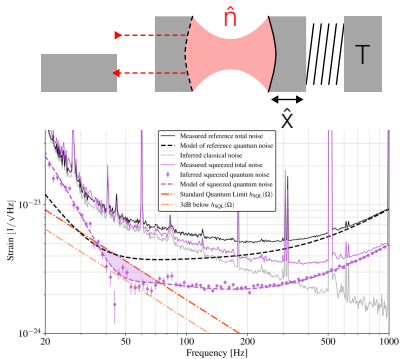 n̂
T
x̂
Measured reference total noise
Model of reference quantum noise
Inferred classical noise
Measured squeezed total noise
Inferred squeezed quantum noise
Model of squeezed quantum noise
Standard Quantum Limit h_SQL(Ω)
3dB below h_SQL(Ω)
Strain [1/√Hz]
10−23
10−24
20 50 100 200 500 1000
Frequency [Hz]